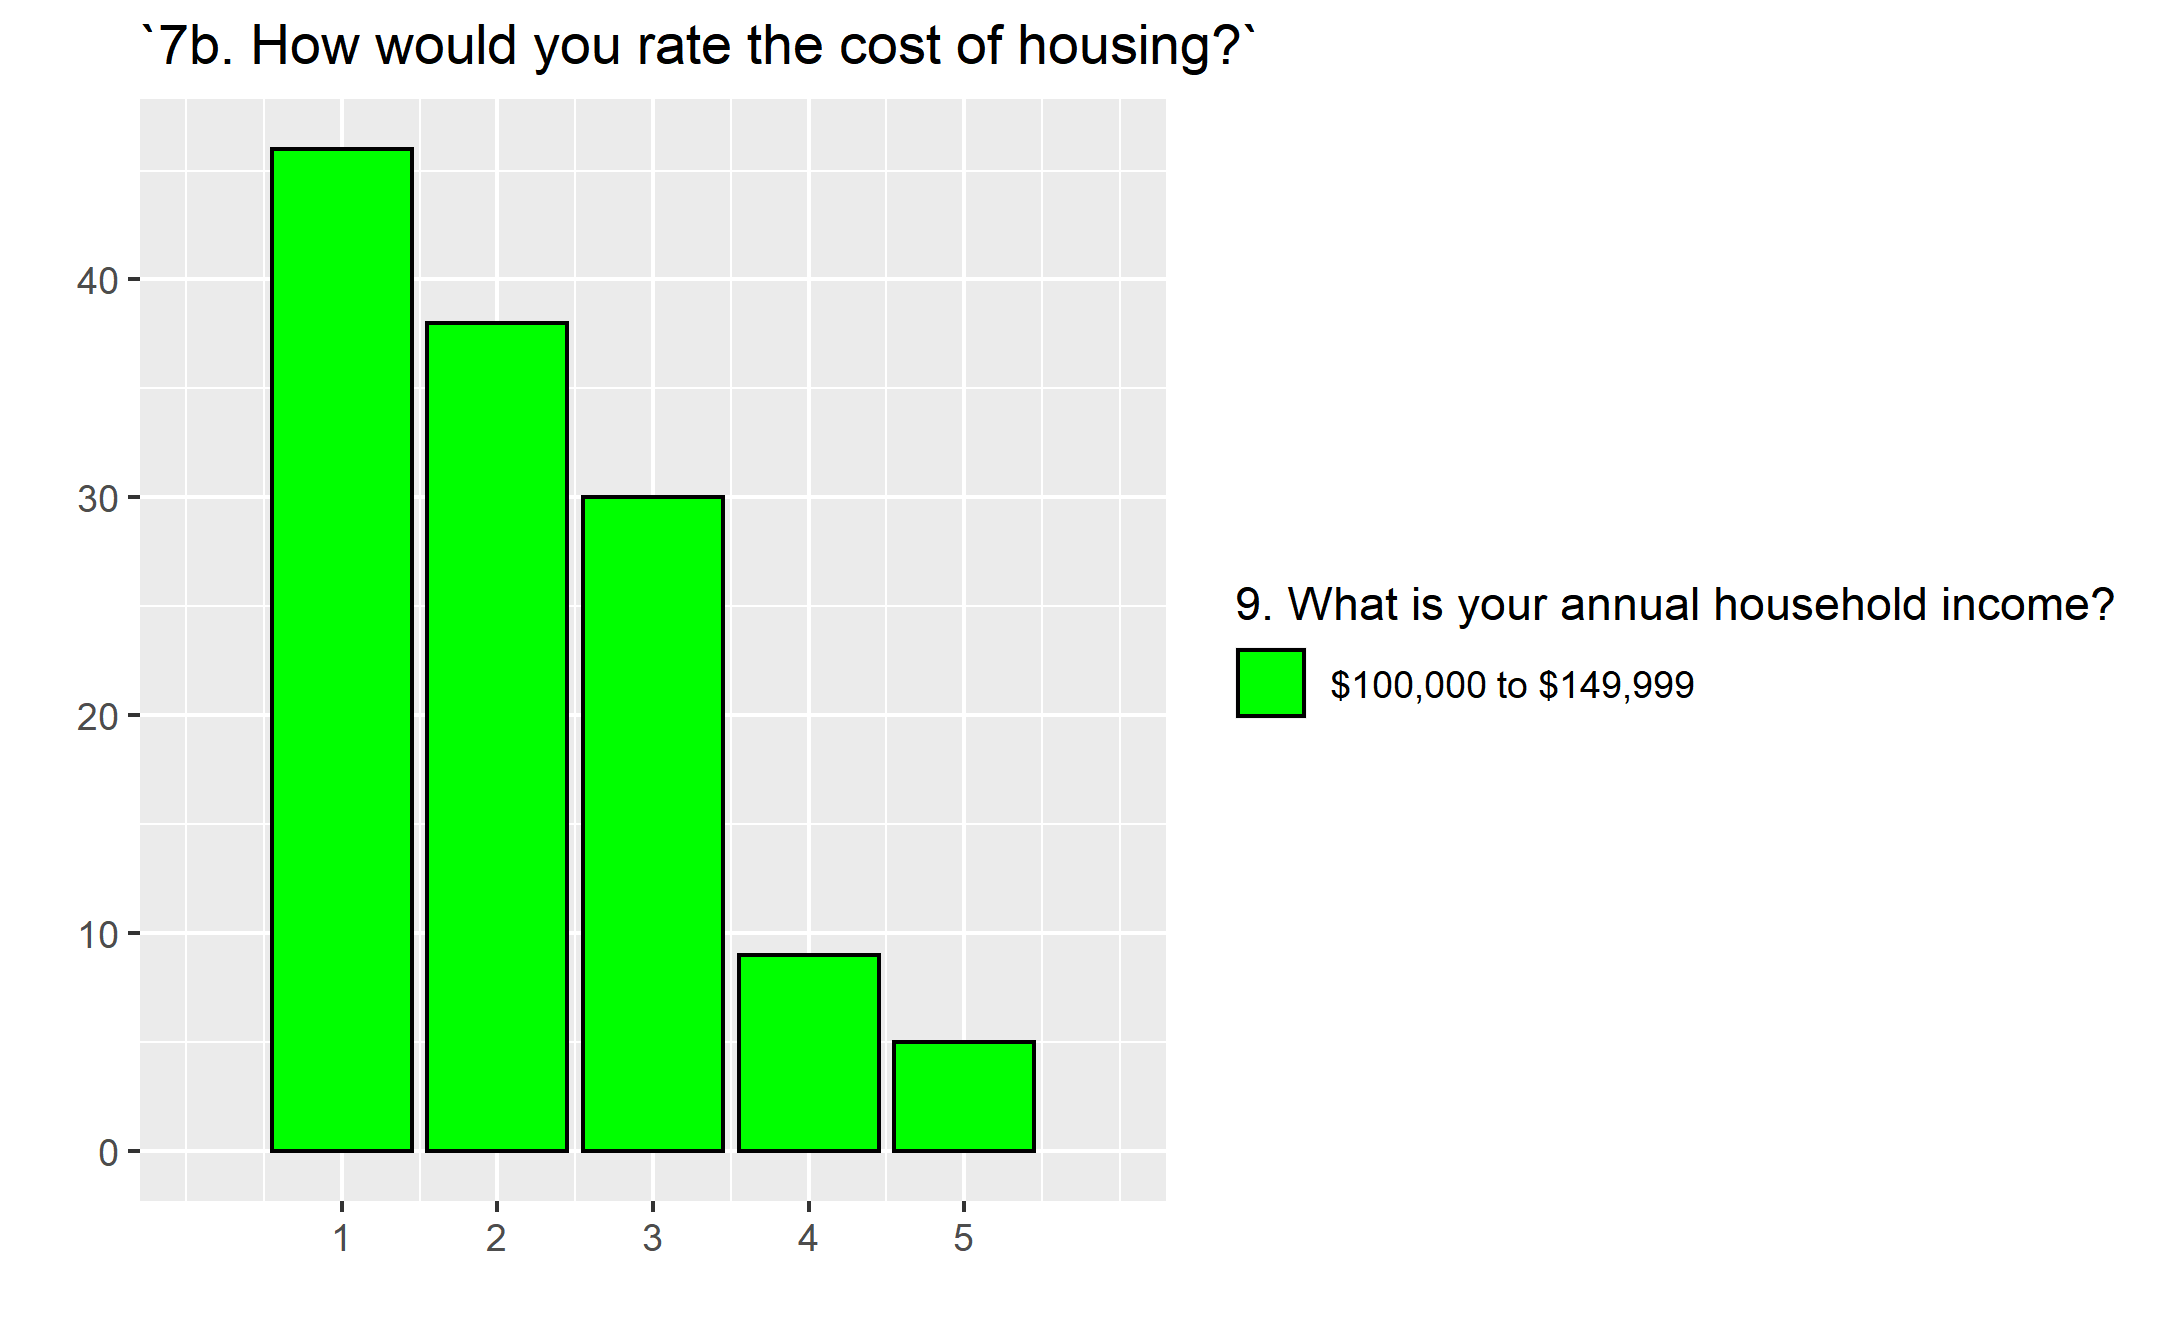 `7b. How would you rate the cost of housing?`
40
30
20
10
0
1 2 3 4 5
9. What is your annual household income?
$100,000 to $149,999